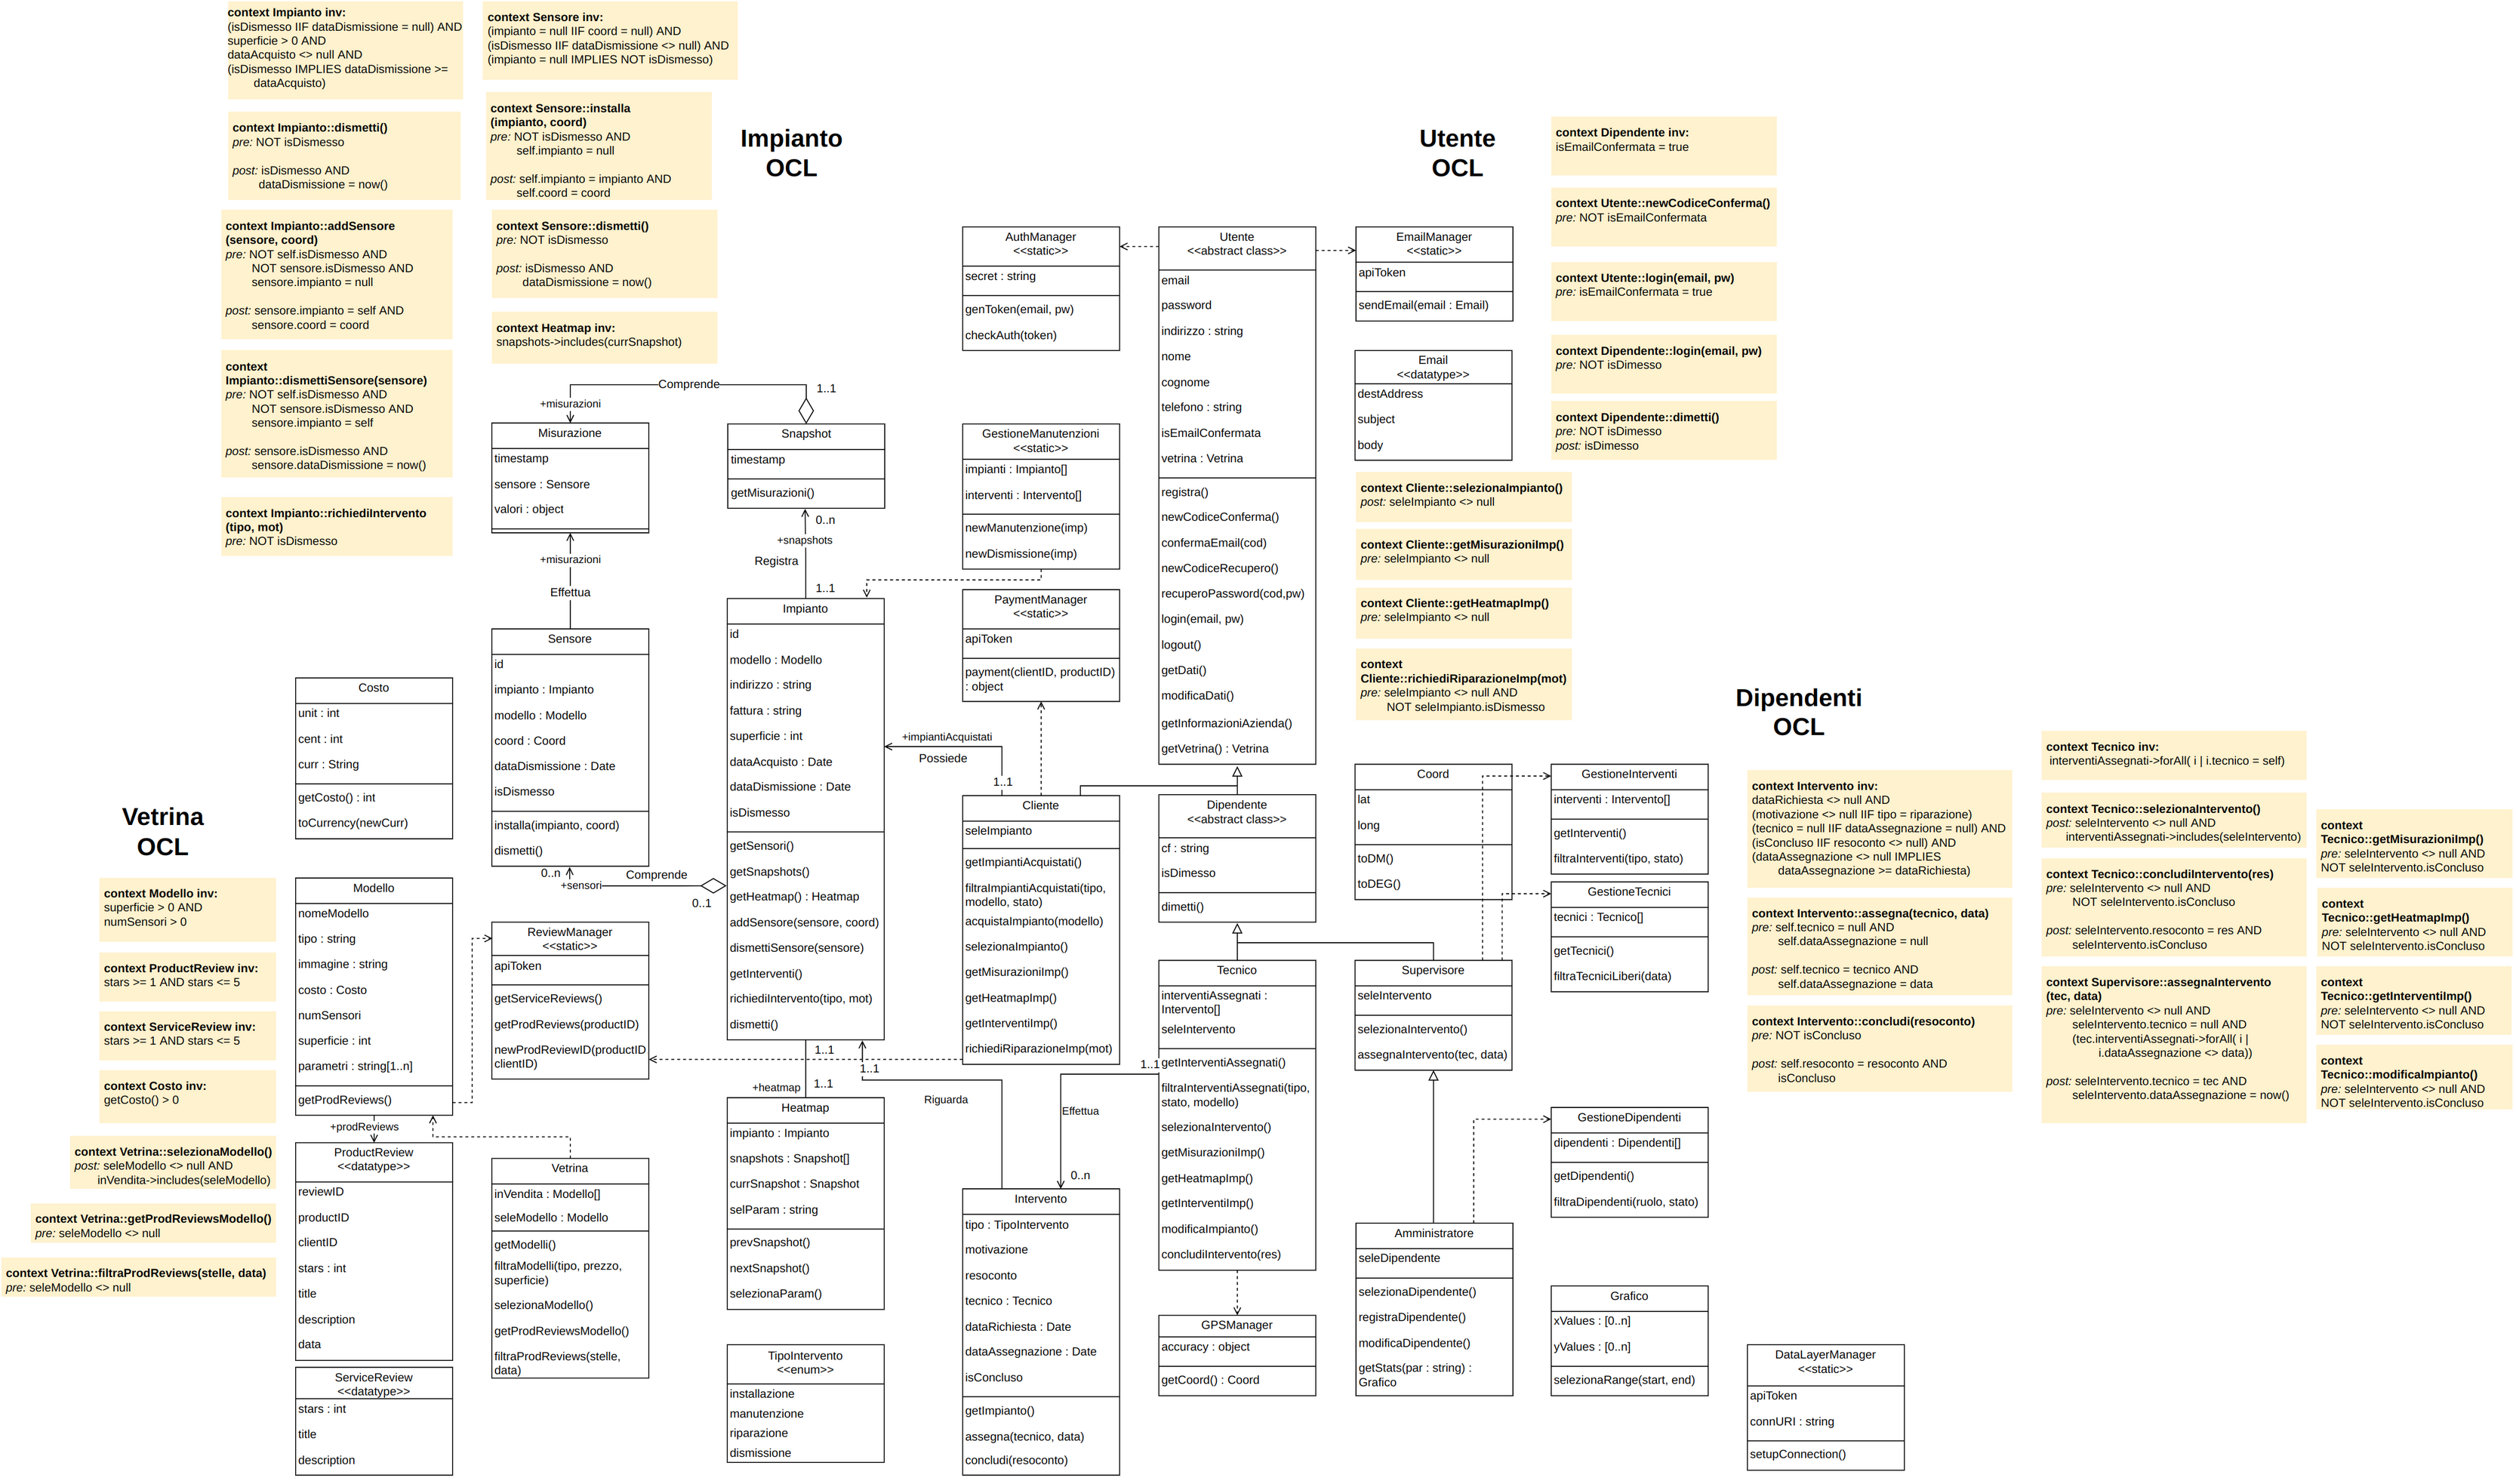 context Impianto inv:
(isDismesso IIF dataDismissione = null) AND
superficie > 0 AND
dataAcquisto <> null AND
(isDismesso IMPLIES dataDismissione >=
dataAcquisto)
context Impianto::dismetti()
pre: NOT isDismesso
post: isDismesso AND
dataDismissione = now()
context Impianto::addSensore
(sensore, coord)
pre: NOT self.isDismesso AND
NOT sensore.isDismesso AND
sensore.impianto = null
post: sensore.impianto = self AND
sensore.coord = coord
context
Impianto::dismettiSensore(sensore)
pre: NOT self.isDismesso AND
NOT sensore.isDismesso AND
sensore.impianto = self
post: sensore.isDismesso AND
sensore.dataDismissione = now()
context Impianto::richiediIntervento
(tipo, mot)
pre: NOT isDismesso
context Sensore inv:
(impianto = null IIF coord = null) AND
(isDismesso IIF dataDismissione <> null) AND
(impianto = null IMPLIES NOT isDismesso)
context Sensore::installa
(impianto, coord)
pre: NOT isDismesso AND
self.impianto = null
post: self.impianto = impianto AND
self.coord = coord
context Sensore::dismetti()
pre: NOT isDismesso
post: isDismesso AND
dataDismissione = now()
context Heatmap inv:
snapshots->includes(currSnapshot)
Impianto
OCL
Utente
OCL
context Dipendente inv:
isEmailConfermata = true
context Utente::newCodiceConferma()
pre: NOT isEmailConfermata
context Utente::login(email, pw)
pre: isEmailConfermata = true
context Dipendente::login(email, pw)
pre: NOT isDimesso
context Dipendente::dimetti()
pre: NOT isDimesso
post: isDimesso
context Cliente::selezionaImpianto()
post: seleImpianto <> null
context Cliente::getMisurazioniImp()
pre: seleImpianto <> null
context Cliente::getHeatmapImp()
pre: seleImpianto <> null
context
Cliente::richiediRiparazioneImp(mot)
pre: seleImpianto <> null AND
NOT seleImpianto.isDismesso
AuthManager
<<static>>
secret : string
genToken(email, pw)
checkAuth(token)
Utente
<<abstract class>>
email
password
indirizzo : string
nome
cognome
telefono : string
isEmailConfermata
vetrina : Vetrina
registra()
newCodiceConferma()
confermaEmail(cod)
newCodiceRecupero()
recuperoPassword(cod,pw)
login(email, pw)
logout()
getDati()
modificaDati()
getInformazioniAzienda()
getVetrina() : Vetrina
EmailManager
<<static>>
apiToken
sendEmail(email : Email)
Email
<<datatype>>
destAddress
subject
body
Comprende
1..1
+misurazioni
Misurazione
timestamp
sensore : Sensore
valori : object
Snapshot
timestamp
getMisurazioni()
0..n
+snapshots
Registra
1..1
+misurazioni
Effettua
GestioneManutenzioni
<<static>>
impianti : Impianto[]
interventi : Intervento[]
newManutenzione(imp)
newDismissione(imp)
PaymentManager
<<static>>
apiToken
payment(clientID, productID)
: object
Sensore
id
impianto : Impianto
modello : Modello
coord : Coord
dataDismissione : Date
isDismesso
installa(impianto, coord)
dismetti()
0..n
+sensori
Comprende
0..1
Impianto
id
modello : Modello
indirizzo : string
fattura : string
superficie : int
dataAcquisto : Date
dataDismissione : Date
isDismesso
getSensori()
getSnapshots()
getHeatmap() : Heatmap
addSensore(sensore, coord)
dismettiSensore(sensore)
getInterventi()
richiediIntervento(tipo, mot)
dismetti()
+impiantiAcquistati
Possiede
1..1
Cliente
seleImpianto
getImpiantiAcquistati()
filtraImpiantiAcquistati(tipo,
modello, stato)
acquistaImpianto(modello)
selezionaImpianto()
getMisurazioniImp()
getHeatmapImp()
getInterventiImp()
richiediRiparazioneImp(mot)
Dipendente
<<abstract class>>
cf : string
isDimesso
dimetti()
Coord
lat
long
toDM()
toDEG()
GestioneInterventi
interventi : Intervento[]
getInterventi()
filtraInterventi(tipo, stato)
GestioneTecnici
tecnici : Tecnico[]
getTecnici()
filtraTecniciLiberi(data)
Tecnico
interventiAssegnati :
Intervento[]
seleIntervento
getInterventiAssegnati()
filtraInterventiAssegnati(tipo,
stato, modello)
selezionaIntervento()
getMisurazioniImp()
getHeatmapImp()
getInterventiImp()
modificaImpianto()
concludiIntervento(res)
Supervisore
seleIntervento
selezionaIntervento()
assegnaIntervento(tec, data)
GestioneDipendenti
dipendenti : Dipendenti[]
getDipendenti()
filtraDipendenti(ruolo, stato)
Amministratore
seleDipendente
selezionaDipendente()
registraDipendente()
modificaDipendente()
getStats(par : string) :
Grafico
Grafico
xValues : [0..n]
yValues : [0..n]
selezionaRange(start, end)
DataLayerManager
<<static>>
apiToken
connURI : string
setupConnection()
GPSManager
accuracy : object
getCoord() : Coord
1..1
Effettua
0..n
1..1
Riguarda
Intervento
tipo : TipoIntervento
motivazione
resoconto
tecnico : Tecnico
dataRichiesta : Date
dataAssegnazione : Date
isConcluso
getImpianto()
assegna(tecnico, data)
concludi(resoconto)
1..1
+heatmap
1..1
Heatmap
impianto : Impianto
snapshots : Snapshot[]
currSnapshot : Snapshot
selParam : string
prevSnapshot()
nextSnapshot()
selezionaParam()
TipoIntervento
<<enum>>
installazione
manutenzione
riparazione
dismissione
Costo
unit : int
cent : int
curr : String
getCosto() : int
toCurrency(newCurr)
Modello
nomeModello
tipo : string
immagine : string
costo : Costo
numSensori
superficie : int
parametri : string[1..n]
getProdReviews()
+prodReviews
ReviewManager
<<static>>
apiToken
getServiceReviews()
getProdReviews(productID)
newProdReviewID(productID
clientID)
ProductReview
<<datatype>>
reviewID
productID
clientID
stars : int
title
description
data
ServiceReview
<<datatype>>
stars : int
title
description
Vetrina
inVendita : Modello[]
seleModello : Modello
getModelli()
filtraModelli(tipo, prezzo,
superficie)
selezionaModello()
getProdReviewsModello()
filtraProdReviews(stelle,
data)
Vetrina
OCL
context Modello inv:
superficie > 0 AND
numSensori > 0
context ProductReview inv:
stars >= 1 AND stars <= 5
context ServiceReview inv:
stars >= 1 AND stars <= 5
context Costo inv:
getCosto() > 0
context Vetrina::selezionaModello()
post: seleModello <> null AND
inVendita->includes(seleModello)
context Vetrina::getProdReviewsModello()
pre: seleModello <> null
context Vetrina::filtraProdReviews(stelle, data)
pre: seleModello <> null
Dipendenti
OCL
context Intervento inv:
dataRichiesta <> null AND
(motivazione <> null IIF tipo = riparazione)
(tecnico = null IIF dataAssegnazione = null) AND
(isConcluso IIF resoconto <> null) AND
(dataAssegnazione <> null IMPLIES
dataAssegnazione >= dataRichiesta)
context Intervento::assegna(tecnico, data)
pre: self.tecnico = null AND
self.dataAssegnazione = null
post: self.tecnico = tecnico AND
self.dataAssegnazione = data
context Intervento::concludi(resoconto)
pre: NOT isConcluso
post: self.resoconto = resoconto AND
isConcluso
context Tecnico inv:
interventiAssegnati->forAll( i | i.tecnico = self)
context Tecnico::selezionaIntervento()
post: seleIntervento <> null AND
interventiAssegnati->includes(seleIntervento)
context Tecnico::concludiIntervento(res)
pre: seleIntervento <> null AND
NOT seleIntervento.isConcluso
post: seleIntervento.resoconto = res AND
seleIntervento.isConcluso
context Supervisore::assegnaIntervento
(tec, data)
pre: seleIntervento <> null AND
seleIntervento.tecnico = null AND
(tec.interventiAssegnati->forAll( i |
i.dataAssegnazione <> data))
post: seleIntervento.tecnico = tec AND
seleIntervento.dataAssegnazione = now()
context
Tecnico::getMisurazioniImp()
pre: seleIntervento <> null AND
NOT seleIntervento.isConcluso
context
Tecnico::getHeatmapImp()
pre: seleIntervento <> null AND
NOT seleIntervento.isConcluso
context
Tecnico::getInterventiImp()
pre: seleIntervento <> null AND
NOT seleIntervento.isConcluso
context
Tecnico::modificaImpianto()
pre: seleIntervento <> null AND
NOT seleIntervento.isConcluso